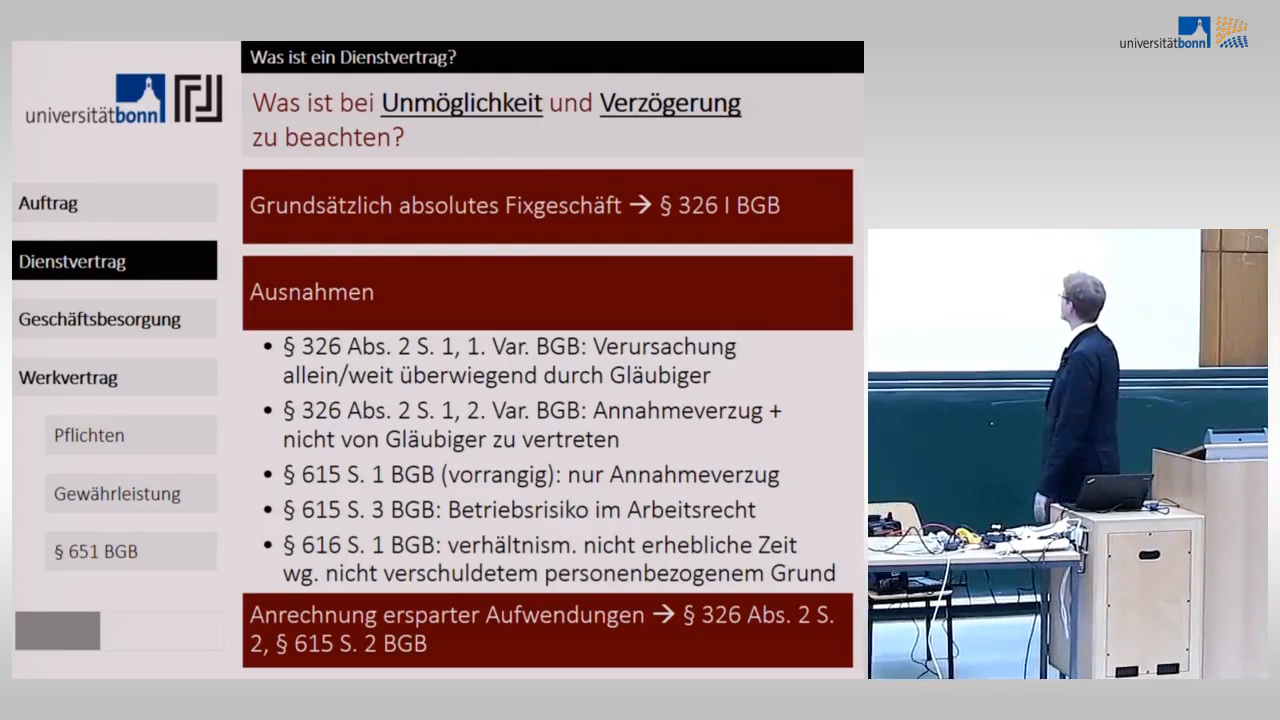 universitätbonn
Was ist ein Dienstvertrag?
universitätbonn
Was ist bei Unmöglichkeit und Verzögerung
zu beachten?
Auftrag
Dienstvertrag
Geschäftsbesorgung
Werkvertrag
Pflichten
Gewährleistung
§ 651 BGB
Grundsätzlich absolutes Fixgeschäft → § 326 I BGB
Ausnahmen
• § 326 Abs. 2 S. 1, 1. Var. BGB: Verursachung
allein/weit überwiegend durch Gläubiger
• § 326 Abs. 2 S. 1, 2. Var. BGB: Annahmeverzug +
nicht von Gläubiger zu vertreten
• § 615 S. 1 BGB (vorrangig): nur Annahmeverzug
• § 615 S. 3 BGB: Betriebsrisiko im Arbeitsrecht
• § 616 S. 1 BGB: verhältnism. nicht erhebliche Zeit
wg. nicht verschuldetem personenbezogenem Grund
Anrechnung ersparter Aufwendungen → § 326 Abs. 2 S.
2, § 615 S. 2 BGB